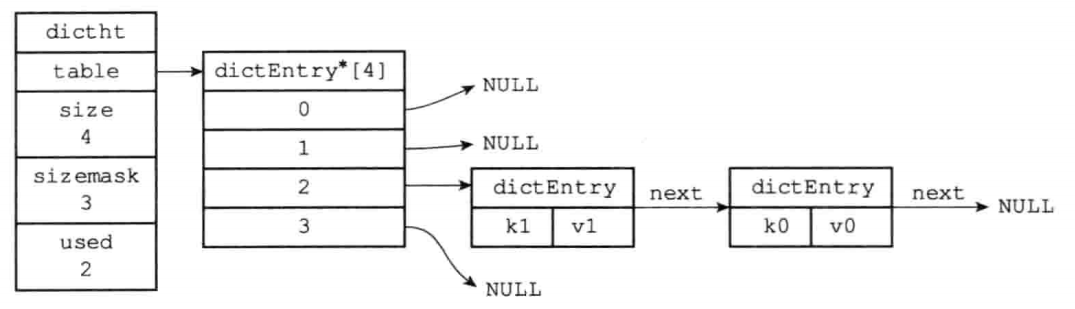 dictht
table
size
4
sizemask
3
used
2
dictEntry*[4]
0
1
2
3
NULL
NULL
dictEntry
k1 v1
next
dictEntry
k0 v0
next
NULL
NULL